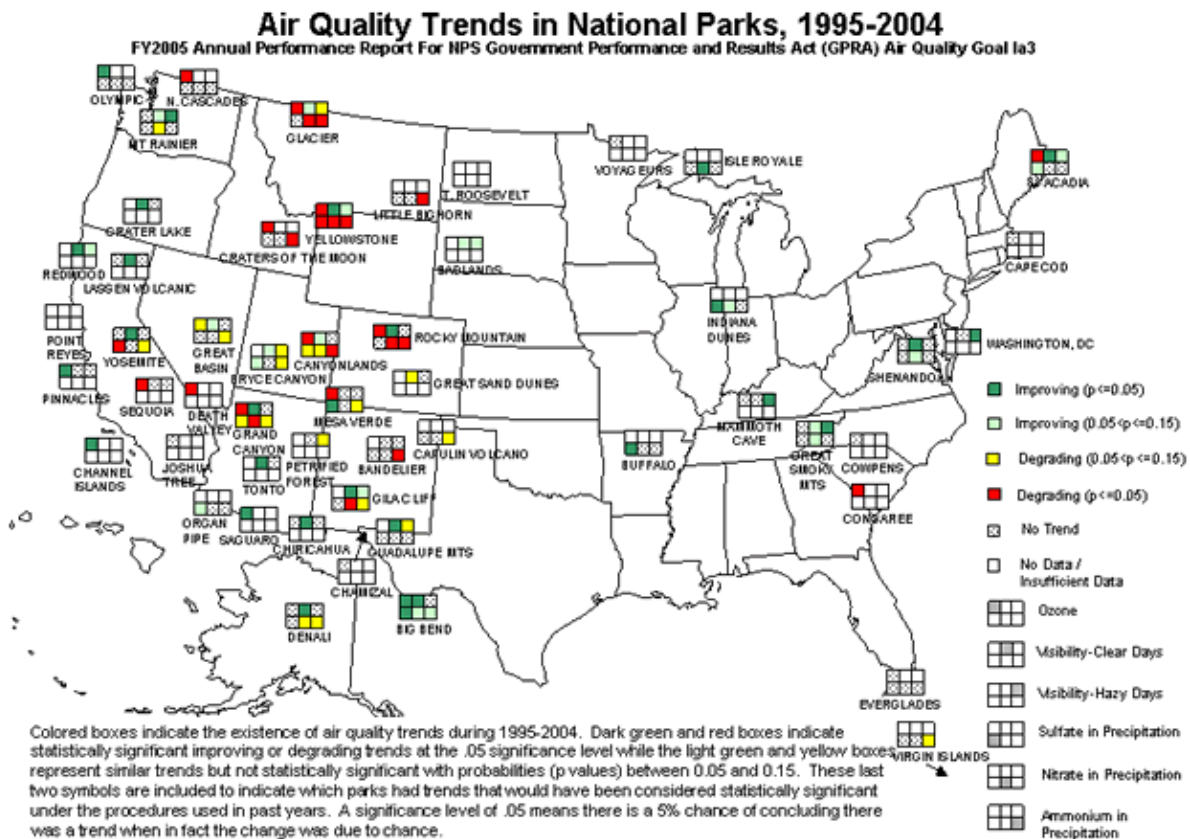 Air Quality Trends in National Parks, 1995-2004
FY2005 Annual Performance Report For NPS Government Performance and Results Act (GPRA) Air Quality Goal Ia3
OLYMPIC
N. CASCADES
MT RAINIER
GLACIER
VOYAGEURS
ISLE ROYALE
ACADIA
T. ROOSEVELT
LITTLE BIGHORN
CRATER LAKE
YELLOWSTONE
CRATERS OF THE MOON
BADLANDS
CAPE COD
REDWOOD
LASSEN VOLCANIC
INDIANA
DUNES
POINT
REYES
YOSEMITE
GREAT
BASIN
BRYCE CANYON
CANYONLANDS
ROCKY MOUNTAIN
WASHINGTON, DC
SHENANDOAH
PINNACLES
SEQUOIA
DEATH
VALLEY
GREAT SAND DUNES
GRAND
CANYON
MESA VERDE
MAMMOTH
CAVE
CHANNEL
ISLANDS
JOSHUA
TREE
TONTO
PETRIFIED
FOREST
BANDELIER
CAPULIN VOLCANO
BUFFALO
GREAT
SMOKY
MTS
COWPENS
CONGAREE
ORGAN
PIPE
SAGUARO
CHIRICAHUA
GILA CLIFF
GUADALUPE MTS
CHAMIZAL
DENALI
BIG BEND
EVERGLADES
VIRGIN ISLANDS
Improving (p<=0.05)
Improving (0.05<p<=0.15)
Degrading (0.05<p<=0.15)
Degrading (p<=0.05)
No Trend
No Data /
Insufficient Data
Ozone
Visibility-Clear Days
Visibility-Hazy Days
Sulfate in Precipitation
Nitrate in Precipitation
Ammonium in
Precipitation
Colored boxes indicate the existence of air quality trends during 1995-2004. Dark green and red boxes indicate
statistically significant improving or degrading trends at the .05 significance level while the light green and yellow boxes
represent similar trends but not statistically significant with probabilities (p values) between 0.05 and 0.15. These last
two symbols are included to indicate which parks had trends that would have been considered statistically significant
under the procedures used in past years. A significance level of .05 means there is a 5% chance of concluding there
was a trend when in fact the change was due to chance.